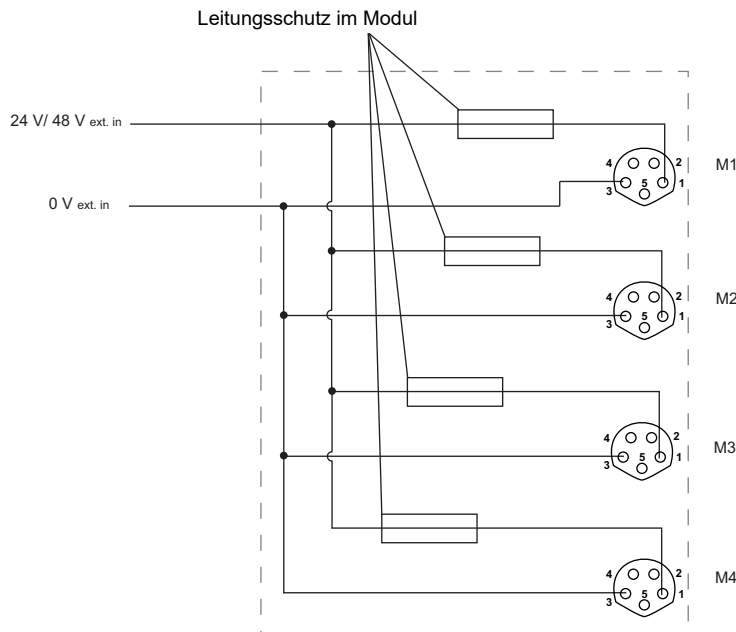 Leitungsschutz im Modul
24 V/ 48 V ext. in
4 2
M1
3 5 1
0 V ext. in
4 2
M2
3 5 1
4 2
M3
3 5 1
4 2
M4
3 5 1